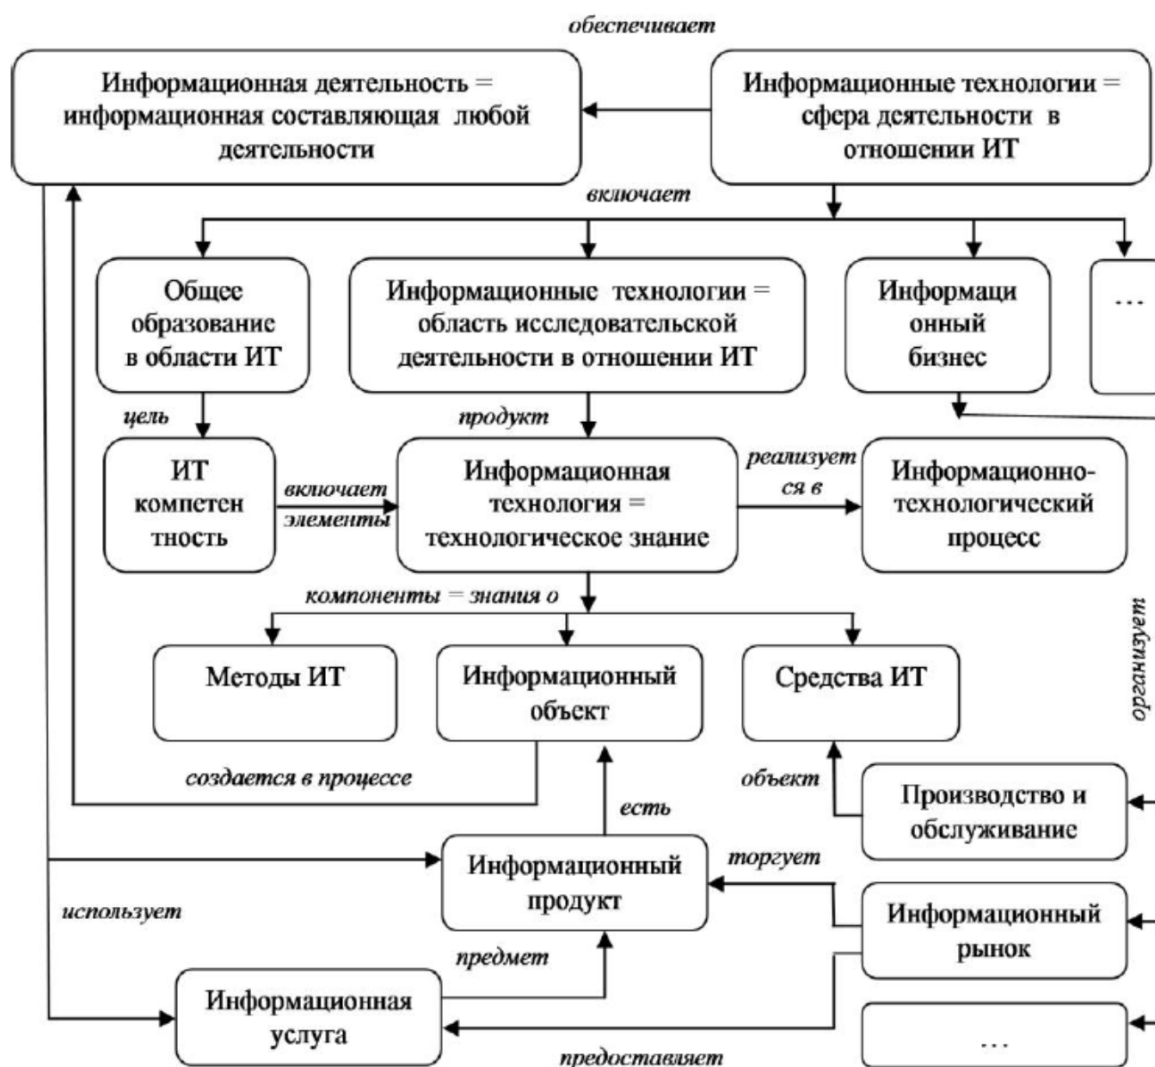 обеспечивает
Информационная деятельность =
информационная составляющая любой
деятельности
Информационные технологии =
сфера деятельности в
отношении ИТ
включает
Общее
образование
в области ИТ
Информационные технологии =
область исследовательской
деятельности в отношении ИТ
Информаци
онный
бизнес
...
цель
продукт
ИТ
компетен
тность
включает
элементы
Информационная
технология =
технологическое знание
реализует
ся в
Информационно-
технологический
процесс
компоненты = знания о
организует
Методы ИТ
Информационный
объект
Средства ИТ
создается в процессе
есть
объект
Производство и
обслуживание
Информационный
продукт
торгует
использует
Информационный
рынок
предмет
Информационная
услуга
предоставляет
...